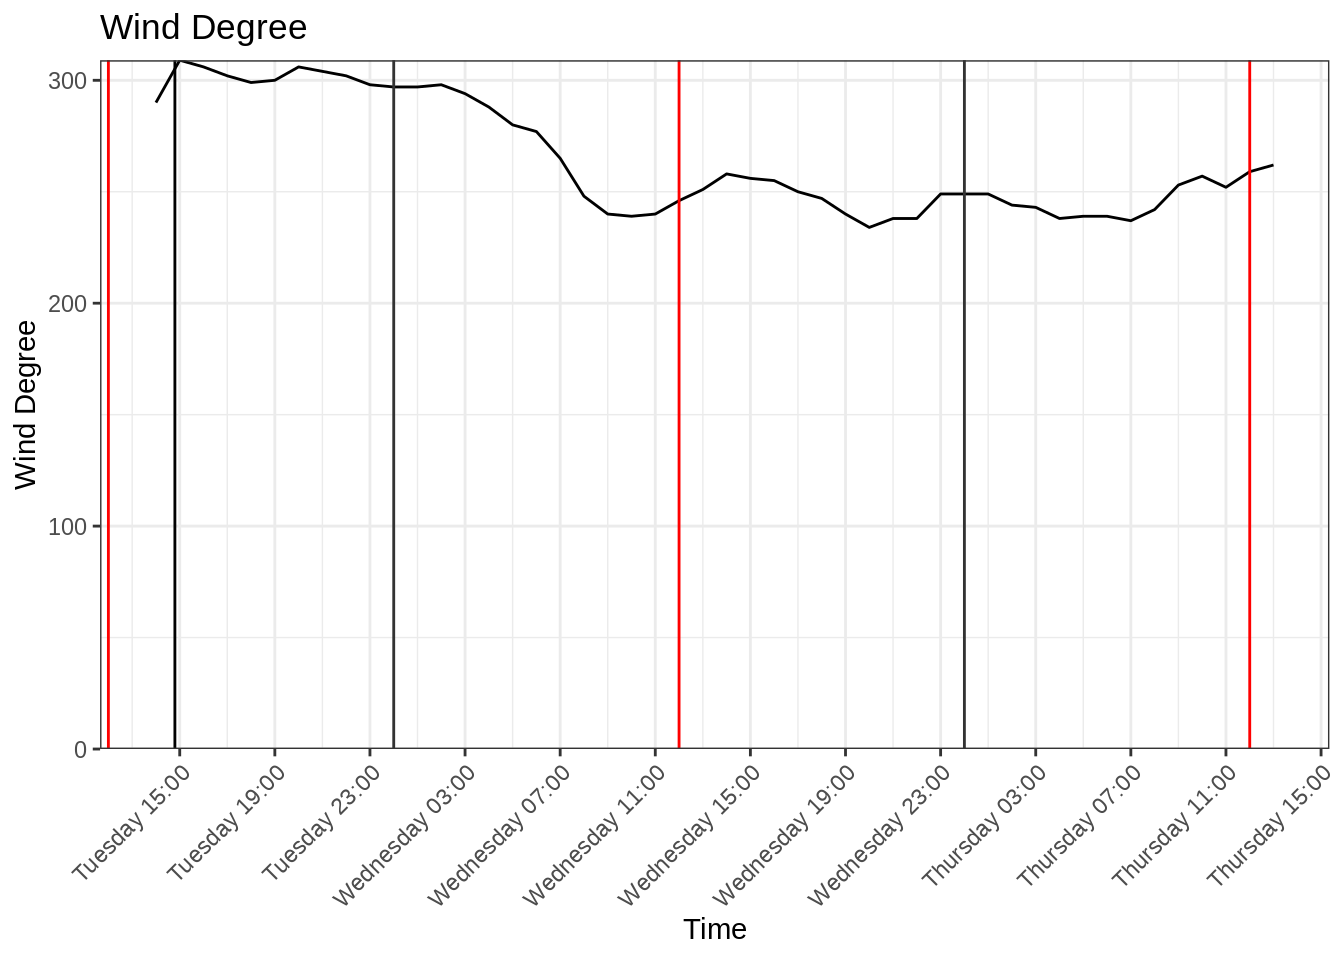 Wind Degree
Wind Degree
300
200
100
0
Tuesday 15:00
Tuesday 19:00
Tuesday 23:00
Wednesday 03:00
Wednesday 07:00
Wednesday 11:00
Wednesday 15:00
Wednesday 19:00
Wednesday 23:00
Thursday 03:00
Thursday 07:00
Thursday 11:00
Thursday 15:00
Time